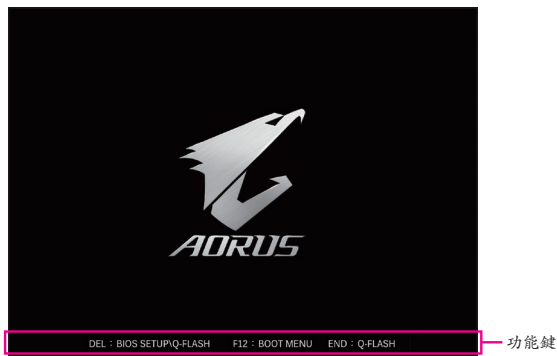 AORUS
DEL：BIOS SETUP\Q-FLASH F12：BOOT MENU END：Q-FLASH
功能鍵